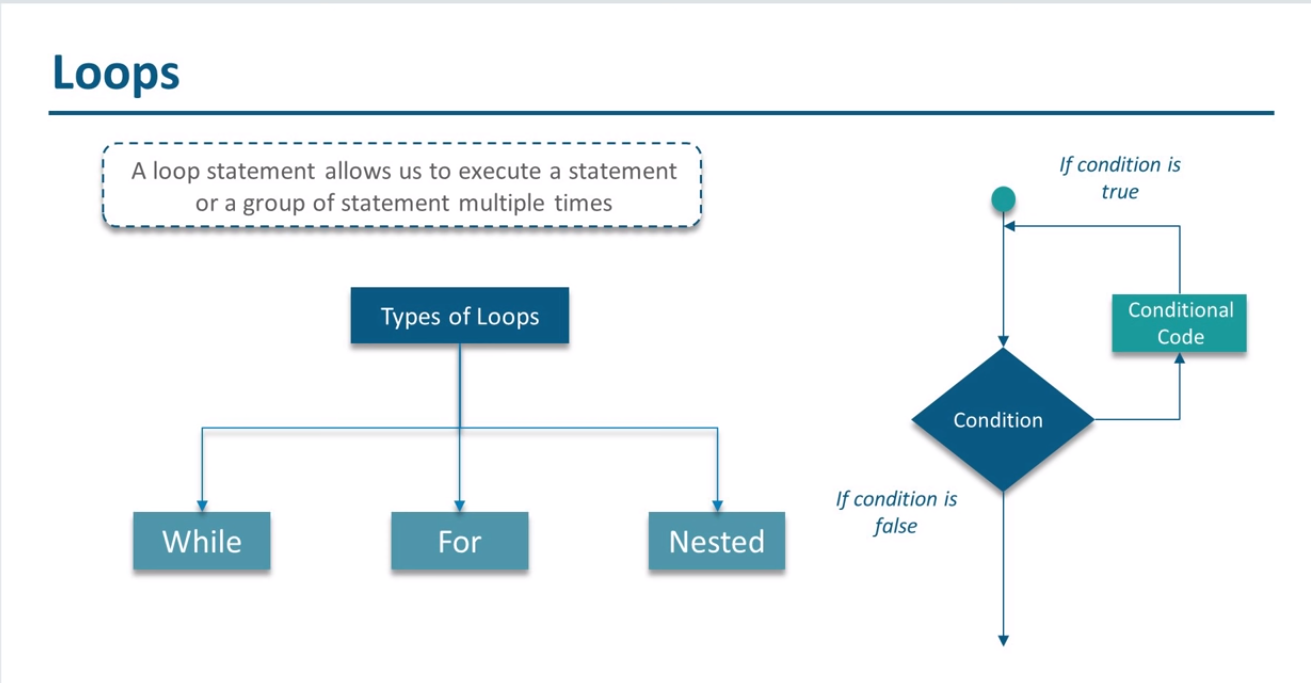 Loops
A loop statement allows us to execute a statement
or a group of statement multiple times
Types of Loops
While
For
Nested
If condition is
true
Conditional
Code
Condition
If condition is
false